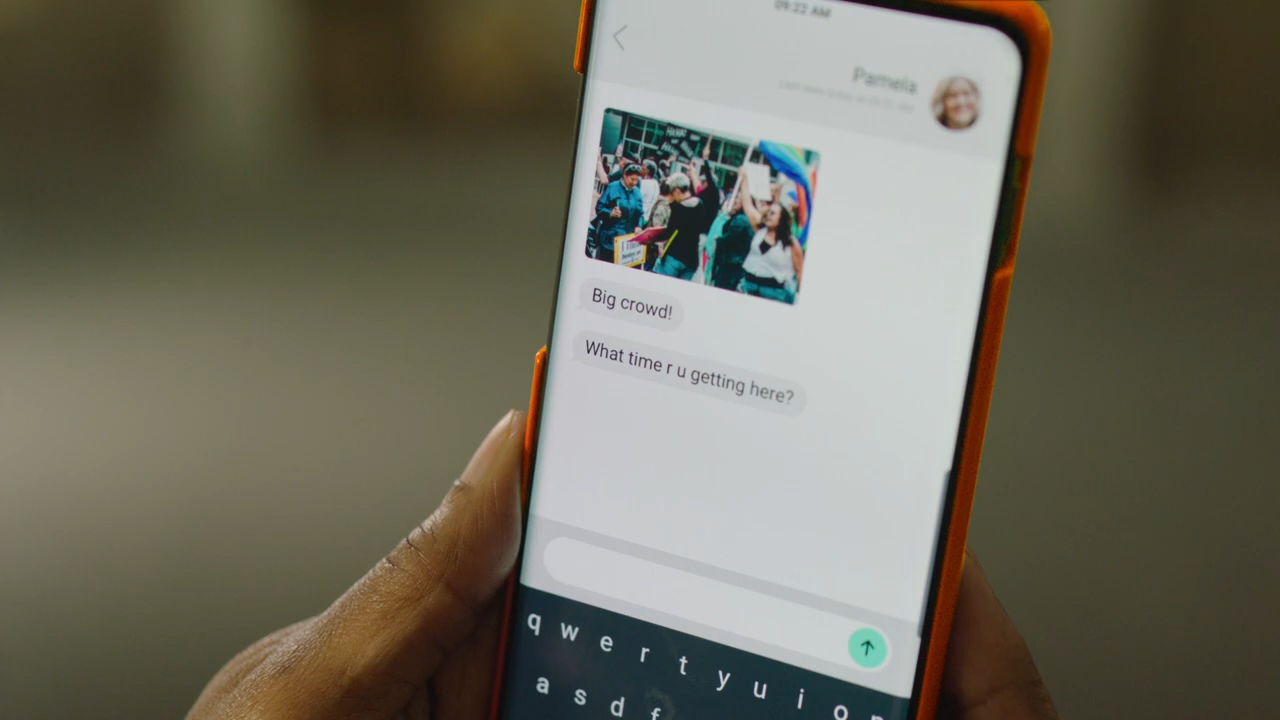 09:22 AM
Pamela
Big crowd!
What time r u getting here?
q w e r t y u i o p
a s d f